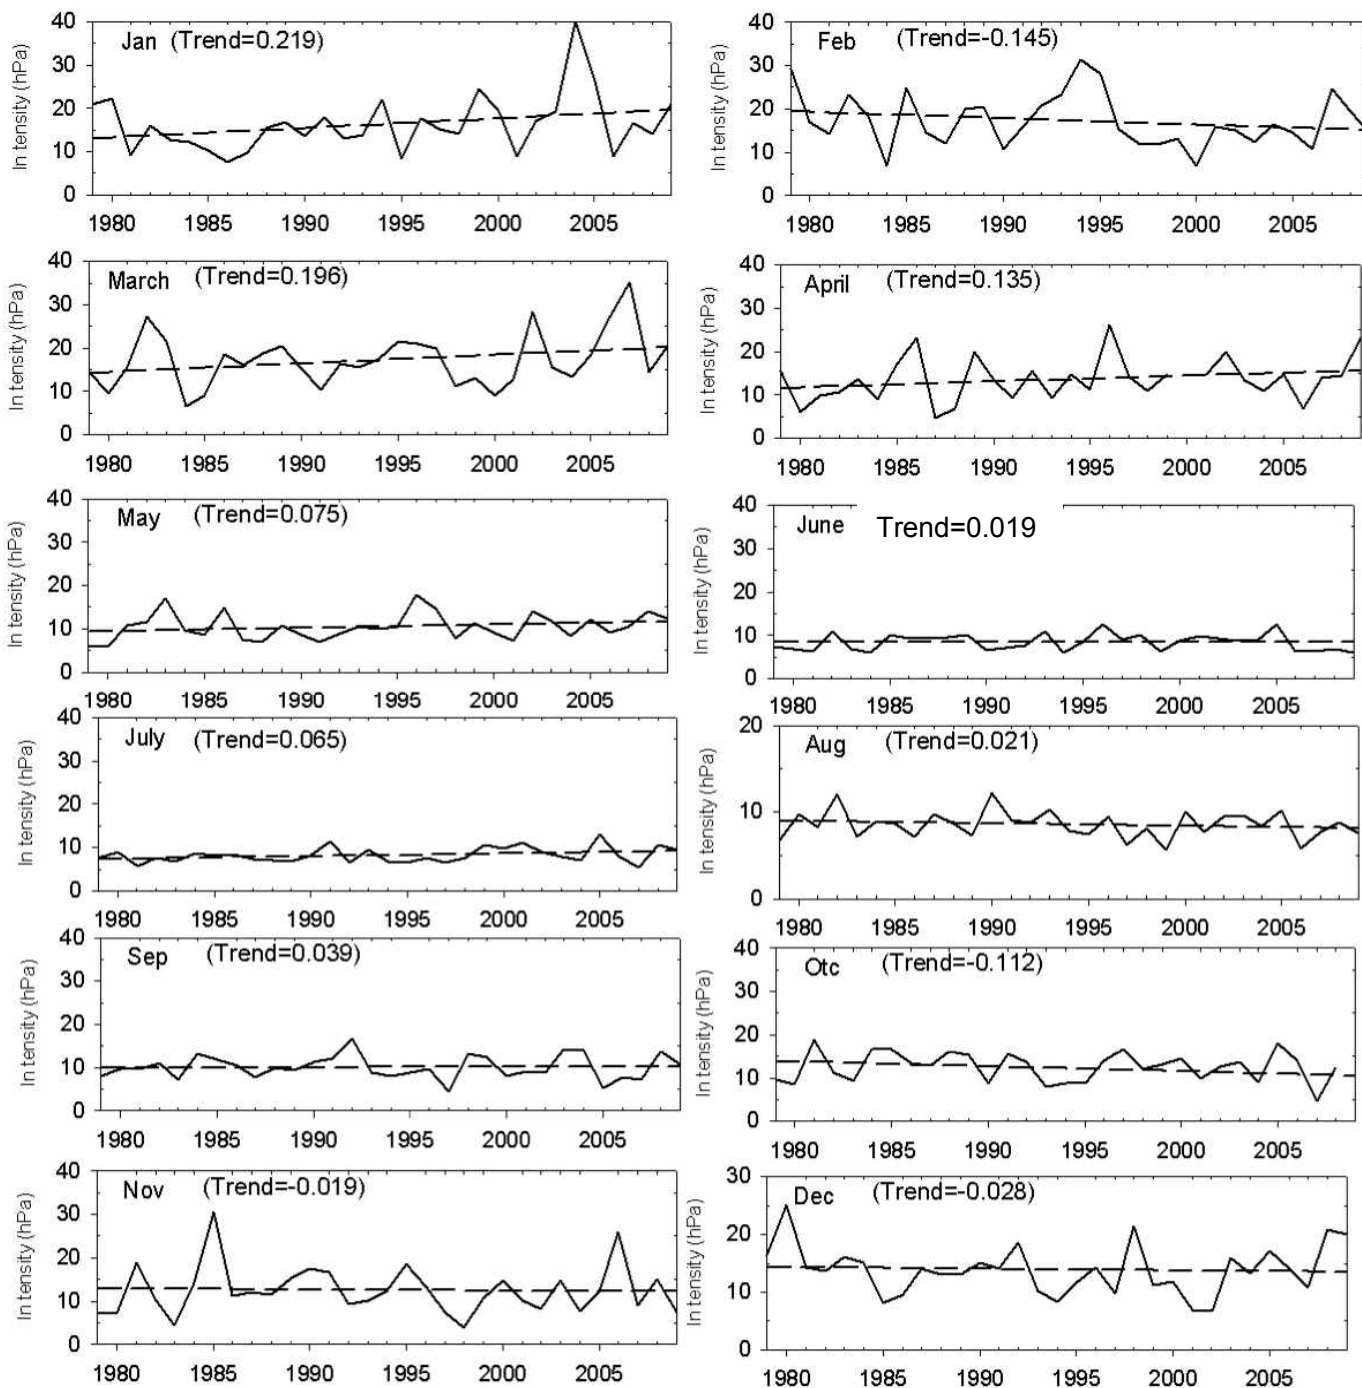 Jan (Trend=0.219)
In tensity (hPa)
40
30
20
10
0
1980 1985 1990 1995 2000 2005
Feb (Trend=-0.145)
In tensity (hPa)
40
30
20
10
0
1980 1985 1990 1995 2000 2005
March (Trend=0.196)
In tensity (hPa)
40
30
20
10
0
1980 1985 1990 1995 2000 2005
April (Trend=0.135)
In tensity (hPa)
40
30
20
10
0
1980 1985 1990 1995 2000 2005
May (Trend=0.075)
In tensity (hPa)
40
30
20
10
0
1980 1985 1990 1995 2000 2005
June Trend=0.019
In tensity (hPa)
40
30
20
10
0
1980 1985 1990 1995 2000 2005
July (Trend=0.065)
In tensity (hPa)
40
30
20
10
0
1980 1985 1990 1995 2000 2005
Aug (Trend=0.021)
In tensity (hPa)
20
10
0
1980 1985 1990 1995 2000 2005
Sep (Trend=0.039)
In tensity (hPa)
40
30
20
10
0
1980 1985 1990 1995 2000 2005
Otc (Trend=-0.112)
In tensity (hPa)
40
30
20
10
0
1980 1985 1990 1995 2000 2005
Nov (Trend=-0.019)
In tensity (hPa)
40
30
20
10
0
1980 1985 1990 1995 2000 2005
Dec (Trend=-0.028)
In tensity (hPa)
30
20
10
0
1980 1985 1990 1995 2000 2005